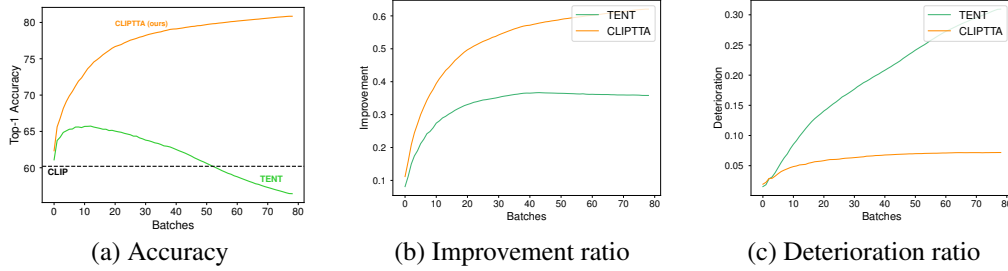 Top-1 Accuracy
80
75
70
65
60
CLIPTTA (ours)
CLIP
TENT
0 10 20 30 40 50 60 70 80
Batches
(a) Accuracy
Improvement
0.6
0.5
0.4
0.3
0.2
0.1
TENT
CLIPTTA
0 10 20 30 40 50 60 70 80
Batches
(b) Improvement ratio
Deterioration
0.30
0.25
0.20
0.15
0.10
0.05
TENT
CLIPTTA
0 10 20 30 40 50 60 70 80
Batches
(c) Deterioration ratio